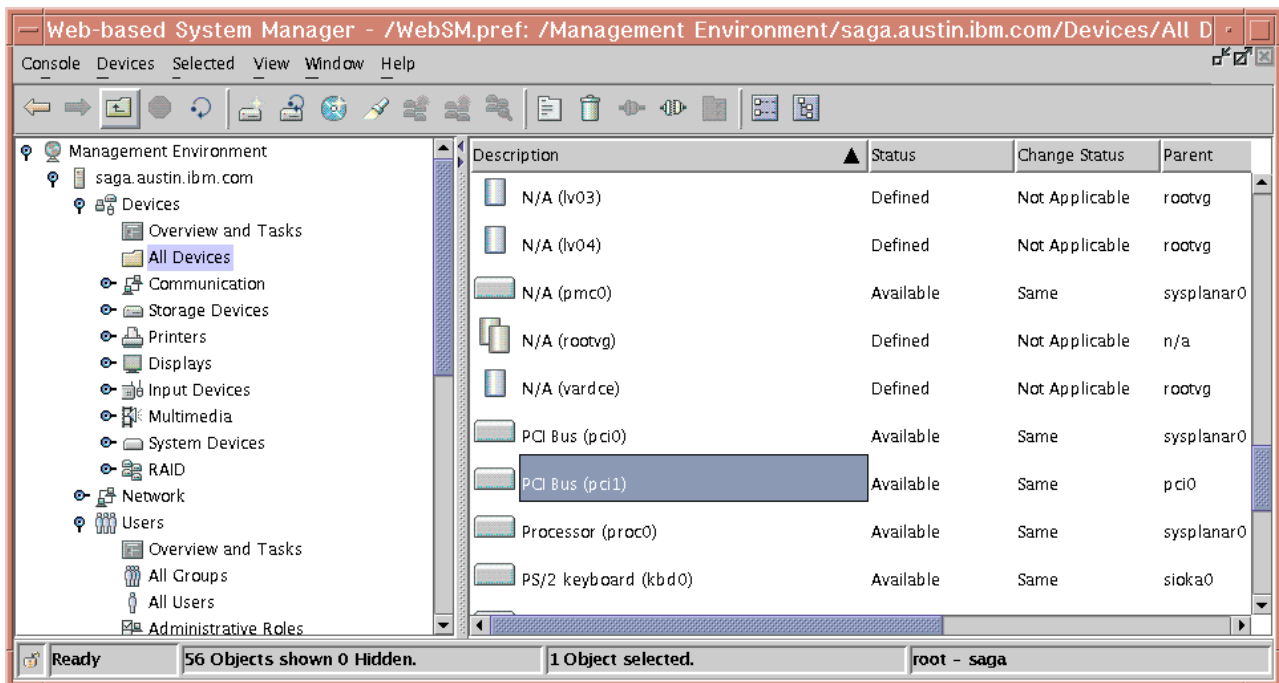 Web-based System Manager - /WebSM.pref: /Management Environment/saga.austin.ibm.com/Devices/All D
Console Devices Selected View Window Help
Management Environment
saga.austin.ibm.com
Devices
Overview and Tasks
All Devices
Communication
Storage Devices
Printers
Displays
Input Devices
Multimedia
System Devices
RAID
Network
Users
Overview and Tasks
All Groups
All Users
Administrative Roles
Description Status Change Status Parent
N/A (lv03) Defined Not Applicable rootvg
N/A (lv04) Defined Not Applicable rootvg
N/A (pmc0) Available Same sysplanar0
N/A (rootvg) Defined Not Applicable n/a
N/A (vardce) Defined Not Applicable rootvg
PCI Bus (pci0) Available Same sysplanar0
PCI Bus (pci1) Available Same pci0
Processor (proc0) Available Same sysplanar0
PS/2 keyboard (kbd0) Available Same sioka0
Ready 56 Objects shown 0 Hidden. 1 Object selected. root - saga